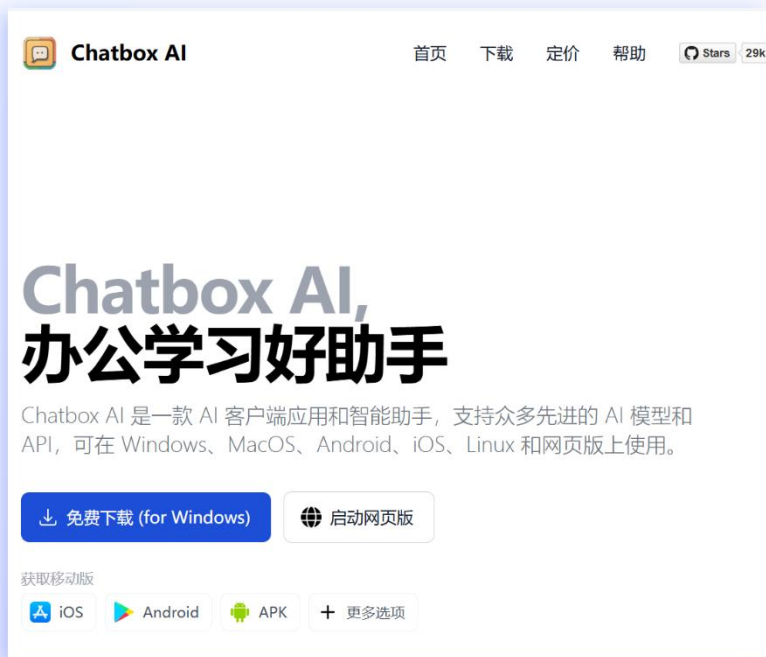 Chatbox AI
首页 下载 定价 帮助 Stars 29k
Chatbox AI,
办公学习好助手
Chatbox AI 是一款 AI 客户端应用和智能助手，支持众多先进的 AI 模型和
API，可在 Windows、MacOS、Android、iOS、Linux 和网页版上使用。
免费下载 (for Windows)
启动网页版
获取移动版
iOS
Android
APK
更多选项